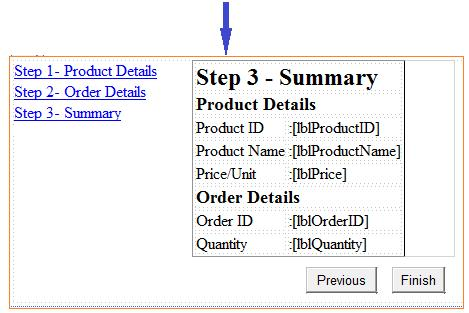 Step 1- Product Details
Step 2- Order Details
Step 3- Summary
Step 3 - Summary
Product Details
Product ID :[lblProductID]
Product Name :[lblProductName]
Price/Unit :[lblPrice]
Order Details
Order ID :[lblOrderID]
Quantity :[lblQuantity]
Previous Finish